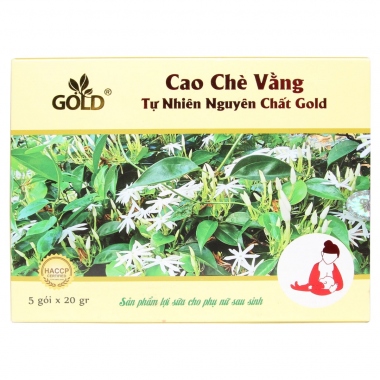 GOLD®
Cao Chè Vằng
Tự Nhiên Nguyên Chất Gold
HACCP
CERTIFIED
5 gói x 20 gr
Sản phẩm lợi sữa cho phụ nữ sau sinh